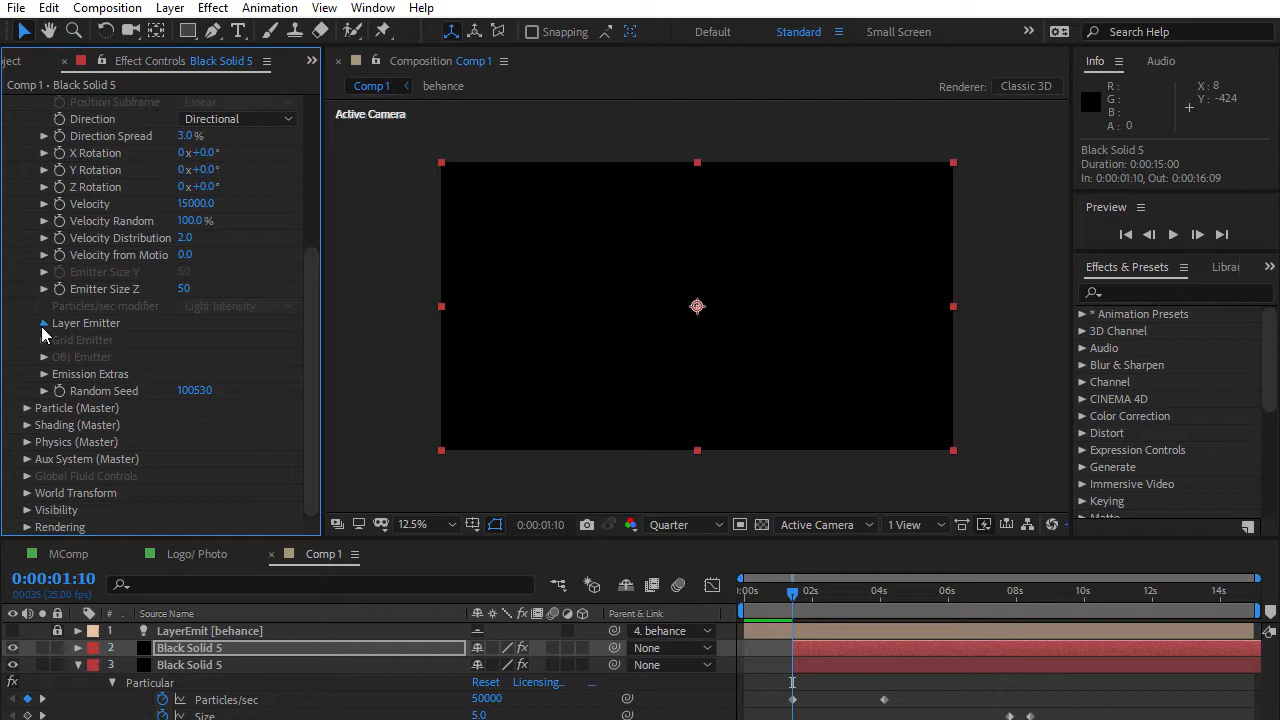 File Edit Composition Layer Effect Animation View Window Help
Snapping Default Standard Small Screen Search Help
ject Effect Controls Black Solid 5
Comp 1 • Black Solid 5
Position Subframe Linear
Direction Directional
Direction Spread 3.0 %
X Rotation 0 x+0.0 °
Y Rotation 0 x+0.0 °
Z Rotation 0 x+0.0 °
Velocity 15000.0
Velocity Random 100.0 %
Velocity Distribution 2.0
Velocity from Motio 0.0
Emitter Size Y 50
Emitter Size Z 50
Particles/sec modifier Light Intensity
Layer Emitter
Grid Emitter
OBJ Emitter
Emission Extras
Random Seed 100530
Particle (Master)
Shading (Master)
Physics (Master)
Aux System (Master)
Global Fluid Controls
World Transform
Visibility
Rendering
Composition Comp 1
Comp 1 behance Renderer: Classic 3D
Active Camera
12.5% 0:00:01:10 Quarter Active Camera 1 View
Info Audio
R: X: 8
G: Y: -424
B:
A: 0
Black Solid 5
Duration: 0:00:15:00
In: 0:00:01:10, Out: 0:00:16:09
Preview
Effects & Presets Librar
* Animation Presets
3D Channel
Audio
Blur & Sharpen
Channel
CINEMA 4D
Color Correction
Distort
Expression Controls
Generate
Immersive Video
Keying
Matte
MComp Logo/ Photo Comp 1
0:00:01:10
00035 (25.00 fps)
:00s 02s 04s 06s 08s 10s 12s 14s
# Source Name Parent & Link
1 LayerEmit [behance] 4. behance
2 Black Solid 5 None
3 Black Solid 5 None
Particular Reset Licensing...
Particles/sec 50000
Size 5.0